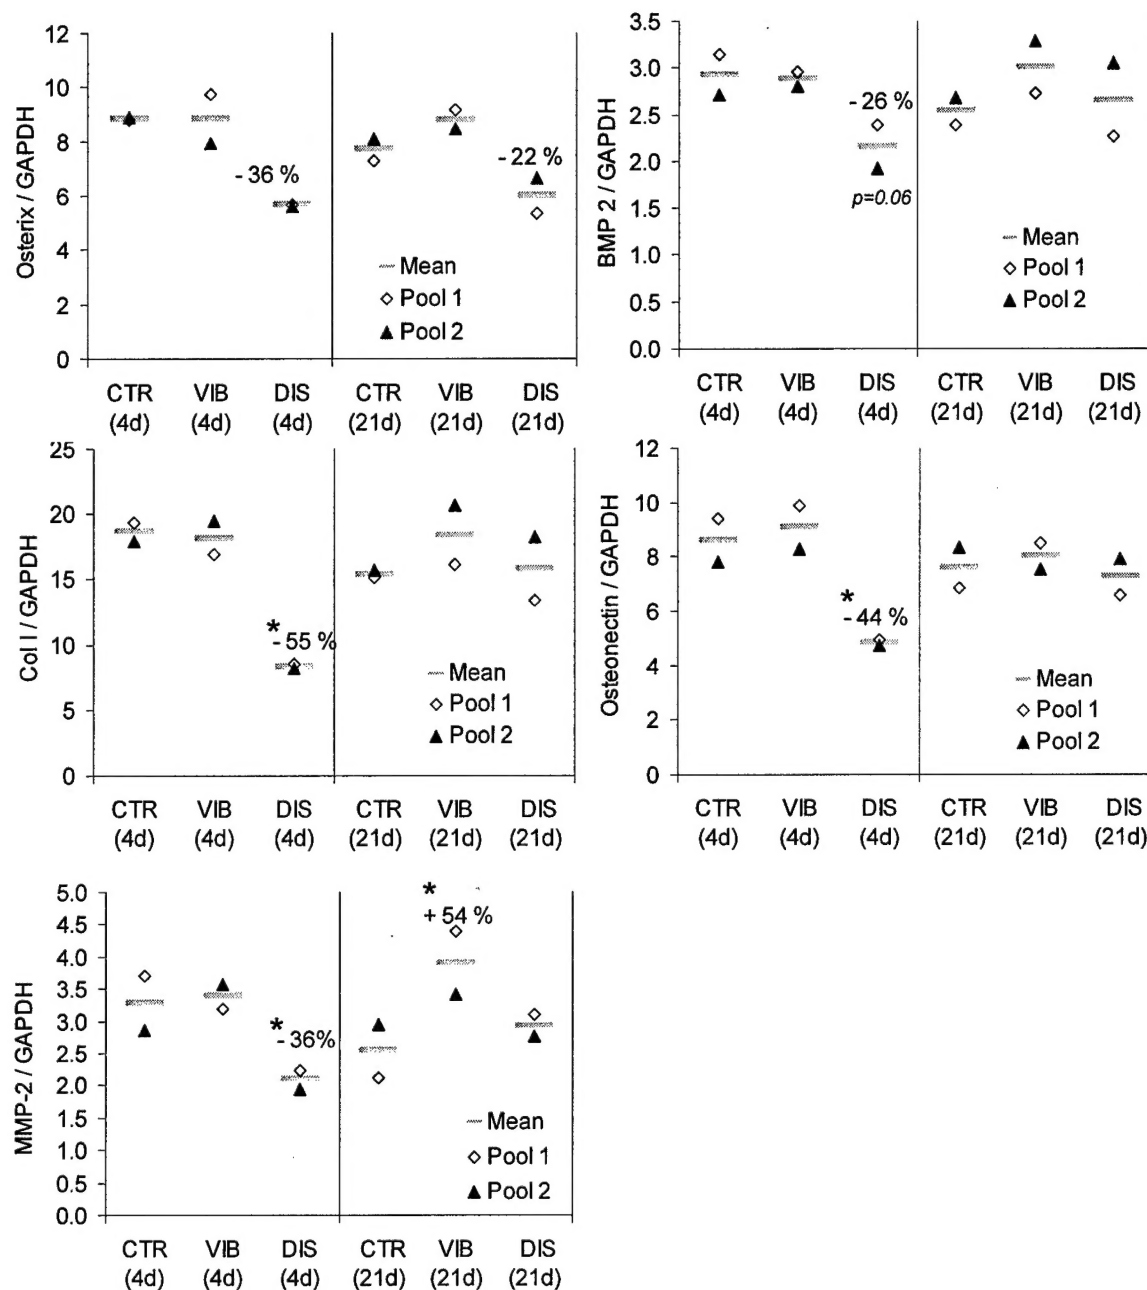 Osterix / GAPDH
12
10
8
6
4
2
0
- 36 %
- 22 %
Mean
Pool 1
Pool 2
CTR VIB DIS CTR VIB DIS
(4d) (4d) (4d) (21d) (21d) (21d)
BMP 2 / GAPDH
3.5
3.0
2.5
2.0
1.5
1.0
0.5
0.0
- 26 %
p=0.06
Mean
Pool 1
Pool 2
CTR VIB DIS CTR VIB DIS
(4d) (4d) (4d) (21d) (21d) (21d)
Col I / GAPDH
25
20
15
10
5
0
*
- 55 %
Mean
Pool 1
Pool 2
CTR VIB DIS CTR VIB DIS
(4d) (4d) (4d) (21d) (21d) (21d)
Osteonectin / GAPDH
12
10
8
6
4
2
0
*
- 44 %
Mean
Pool 1
Pool 2
CTR VIB DIS CTR VIB DIS
(4d) (4d) (4d) (21d) (21d) (21d)
MMP-2 / GAPDH
5.0
4.5
4.0
3.5
3.0
2.5
2.0
1.5
1.0
0.5
0.0
*
- 36%
*
+ 54 %
Mean
Pool 1
Pool 2
CTR VIB DIS CTR VIB DIS
(4d) (4d) (4d) (21d) (21d) (21d)